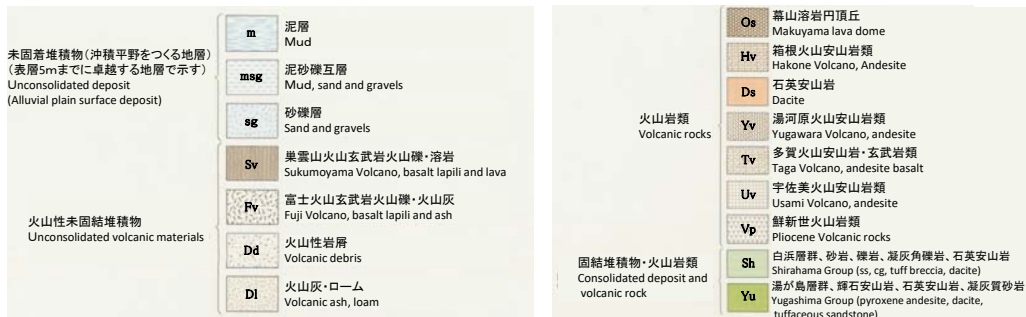 未固着堆積物(沖積平野をつくる地層)
(表層5mまでに卓越する地層で示す)
Unconsolidated deposit
(Alluvial plain surface deposit)
m
泥層
Mud
msg
泥砂礫互層
Mud, sand and gravels
sg
砂礫層
Sand and gravels
火山性未固結堆積物
Unconsolidated volcanic materials
Sv
巣雲山火山玄武岩火山礫・溶岩
Sukumoyama Volcano, basalt lapili and lava
Fv
富士火山玄武岩火山礫・火山灰
Fuji Volcano, basalt lapili and ash
Dd
火山性岩屑
Volcanic debris
Dl
火山灰・ローム
Volcanic ash, loam
火山岩類
Volcanic rocks
Os
幕山溶岩円頂丘
Makuyama lava dome
Hv
箱根火山安山岩類
Hakone Volcano, Andesite
Ds
石英安山岩
Dacite
Yv
湯河原火山安山岩類
Yugawara Volcano, andesite
Tv
多賀火山安山岩・玄武岩類
Taga Volcano, andesite basalt
Uv
宇佐美火山安山岩類
Usami Volcano, andesite
Vp
鮮新世火山岩類
Pliocene Volcanic rocks
固結堆積物・火山岩類
Consolidated deposit and
volcanic rock
Sh
白浜層群、砂岩、礫岩、凝灰角礫岩、石英安山岩
Shirahama Group (ss, cg, tuff breccia, dacite)
Yu
湯が島層群、輝石安山岩、石英安山岩、凝灰質砂岩
Yugashima Group (pyroxene andesite, dacite,
tuffaceous sandstone)